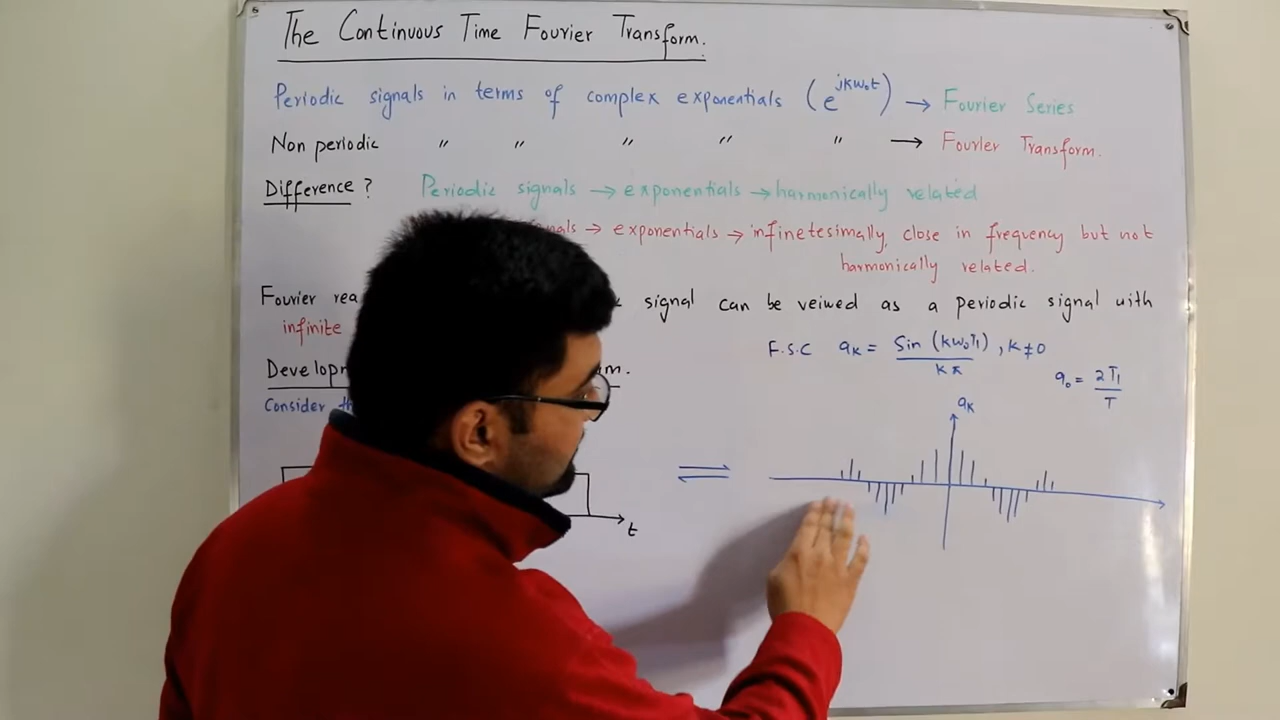 The Continuous Time Fourier Transform.
Periodic signals in terms of complex exponentials (e^jkω₀t) → Fourier Series
Non periodic " " " " " → Fourier Transform.
Difference ? Periodic signals → exponentials → harmonically related
→ exponentials → infinetesimally close in frequency but not
harmonically related.
Fourier signal can be veiwed as a periodic signal with
infinite
F.S.C aₖ = Sin (kω₀T₁) / kπ , k ≠ 0
a₀ = 2T₁ / T
Consider
aₖ
⇌
t